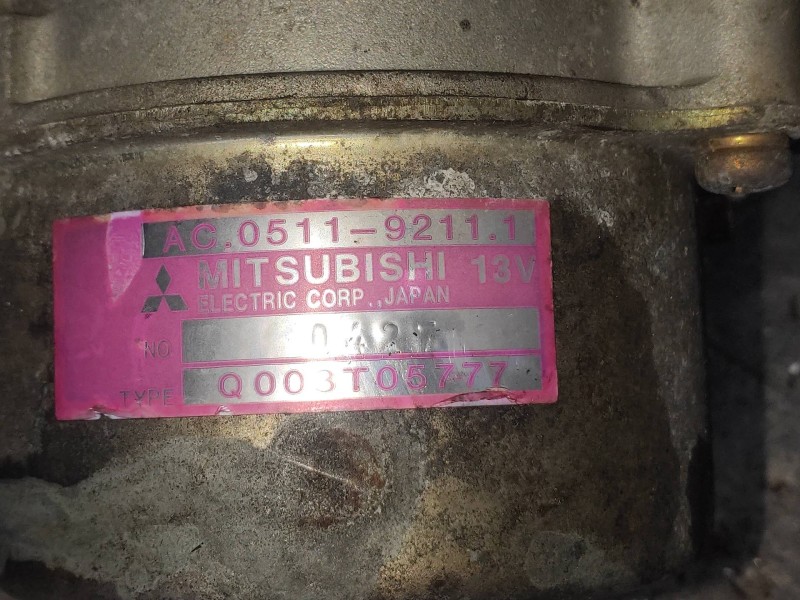 AC.0511-9211.1
MITSUBISHI 13V
ELECTRIC CORP.,JAPAN
NO
TYPE Q003T05777